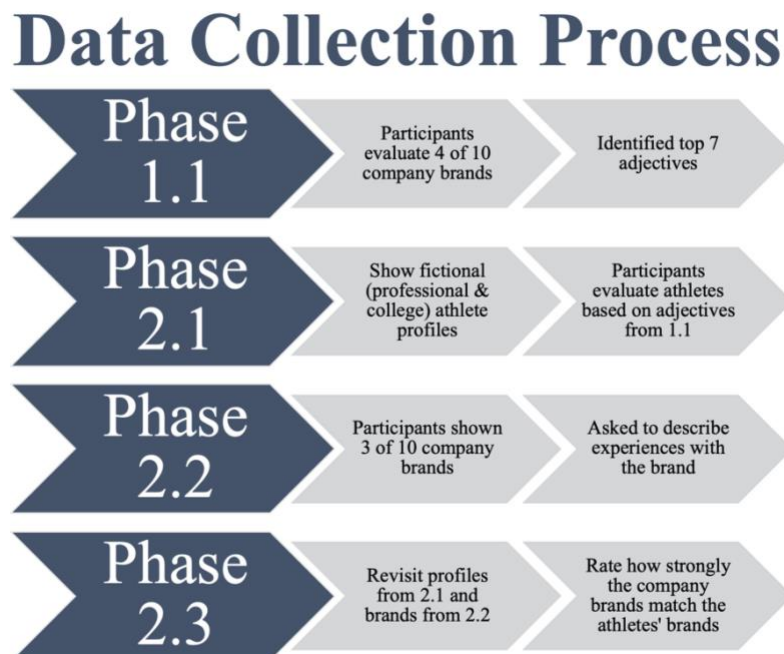 Data Collection Process
Phase
1.1
Participants
evaluate 4 of 10
company brands
Identified top 7
adjectives
Phase
2.1
Show fictional
(professional &
college) athlete
profiles
Participants
evaluate athletes
based on adjectives
from 1.1
Phase
2.2
Participants shown
3 of 10 company
brands
Asked to describe
experiences with
the brand
Phase
2.3
Revisit profiles
from 2.1 and
brands from 2.2
Rate how strongly
the company
brands match the
athletes' brands